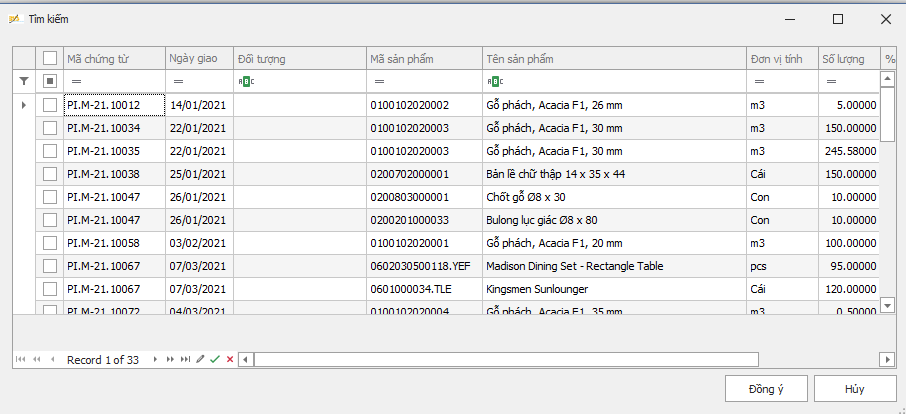 Tìm kiếm
Mã chứng từ Ngày giao Đối tượng Mã sản phẩm Tên sản phẩm Đơn vị tính Số lượng %
= = ABC = ABC = =
PI.M-21.10012 14/01/2021 0100102020002 Gỗ phách, Acacia F1, 26 mm m3 5.00000
PI.M-21.10034 22/01/2021 0100102020003 Gỗ phách, Acacia F1, 30 mm m3 150.00000
PI.M-21.10035 22/01/2021 0100102020003 Gỗ phách, Acacia F1, 30 mm m3 245.58000
PI.M-21.10038 25/01/2021 0200702000001 Bản lề chữ thập 14 x 35 x 44 Cái 150.00000
PI.M-21.10047 26/01/2021 0200803000001 Chốt gỗ Ø8 x 30 Con 10.00000
PI.M-21.10047 26/01/2021 0200201000033 Bulong lục giác Ø8 x 80 Con 10.00000
PI.M-21.10058 03/02/2021 0100102020001 Gỗ phách, Acacia F1, 20 mm m3 100.00000
PI.M-21.10067 07/03/2021 0602030500118.YEF Madison Dining Set - Rectangle Table pcs 95.00000
PI.M-21.10067 07/03/2021 0601000034.TLE Kingsmen Sunlounger Cái 120.00000
PI.M-21.10072 04/03/2021 0100102020004 Gỗ phách, Acacia F1, 35 mm m3 0.50000
Record 1 of 33
Đồng ý Hủy